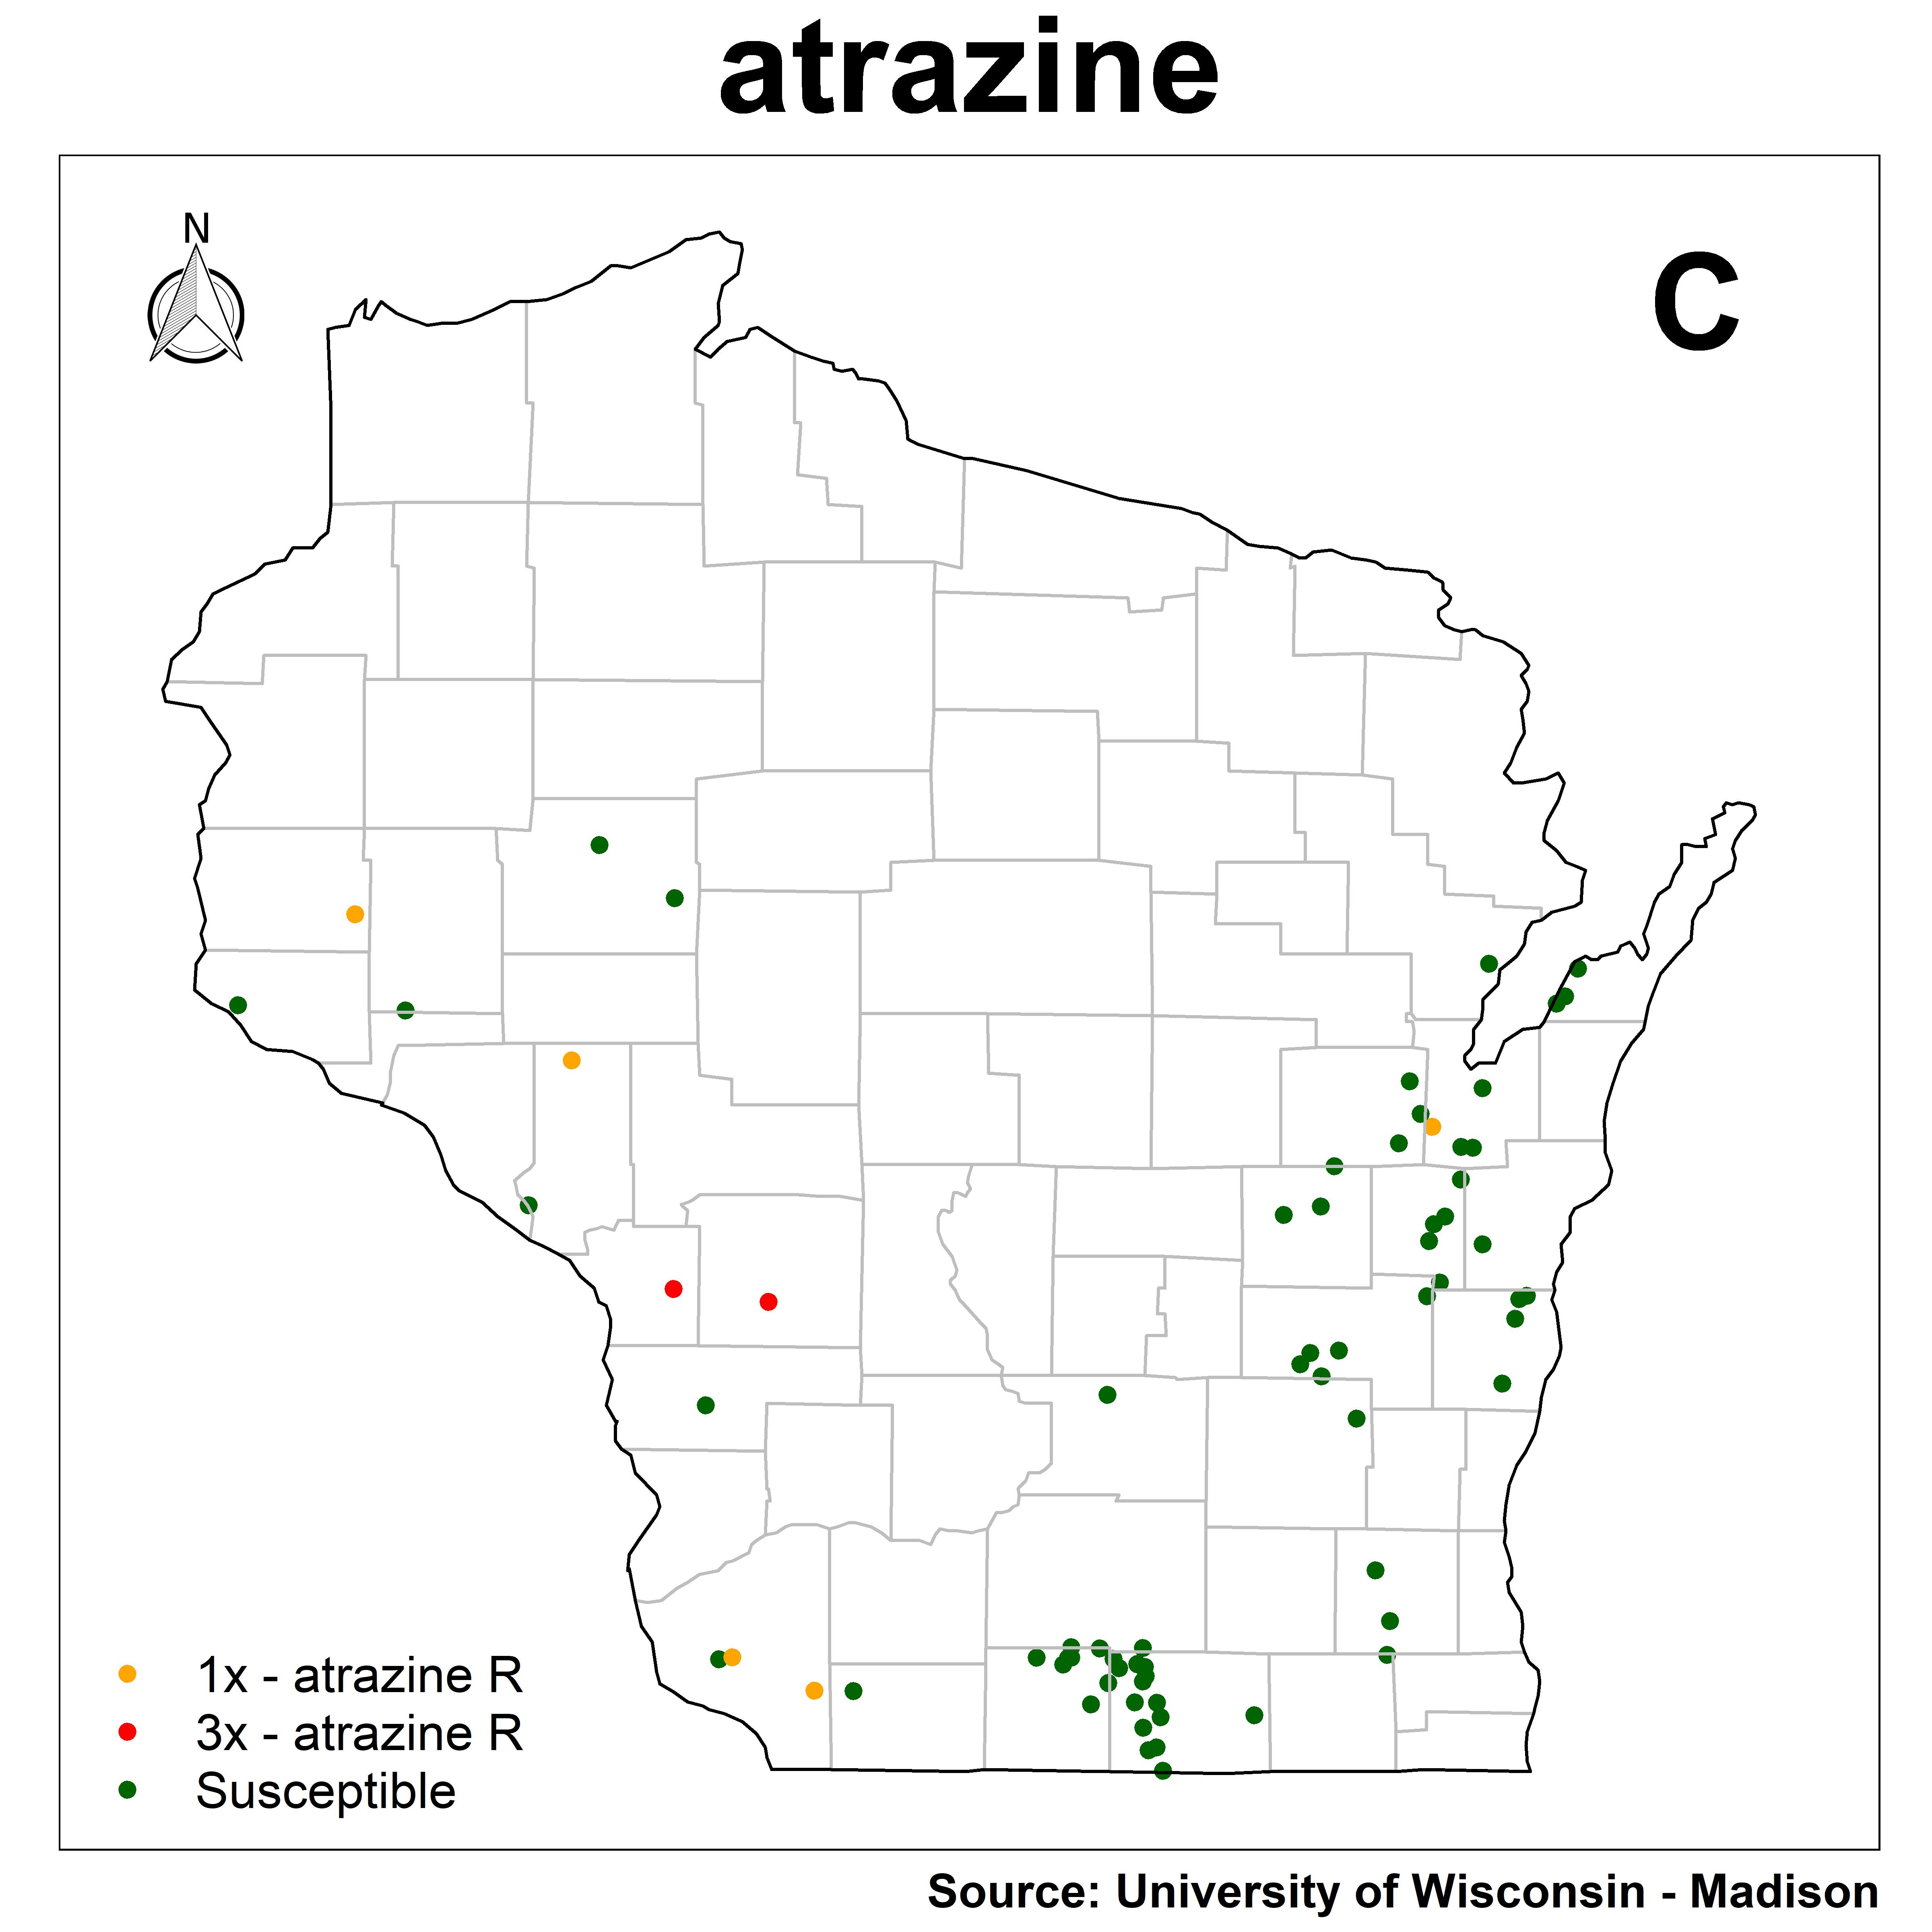 atrazine
N
C
1x - atrazine R
3x - atrazine R
Susceptible
Source: University of Wisconsin - Madison